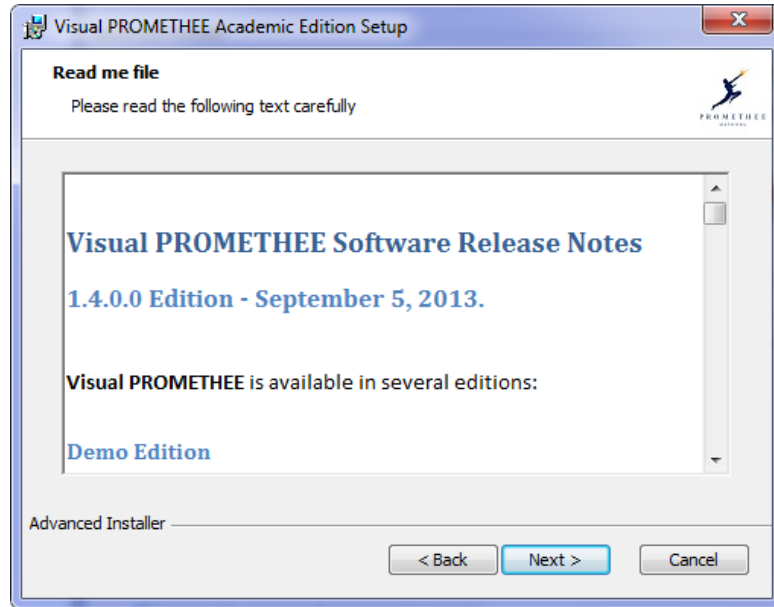 Visual PROMETHEE Academic Edition Setup
Read me file
Please read the following text carefully
PROMETHEE
Visual PROMETHEE Software Release Notes
1.4.0.0 Edition - September 5, 2013.
Visual PROMETHEE is available in several editions:
Demo Edition
Advanced Installer
< Back
Next >
Cancel